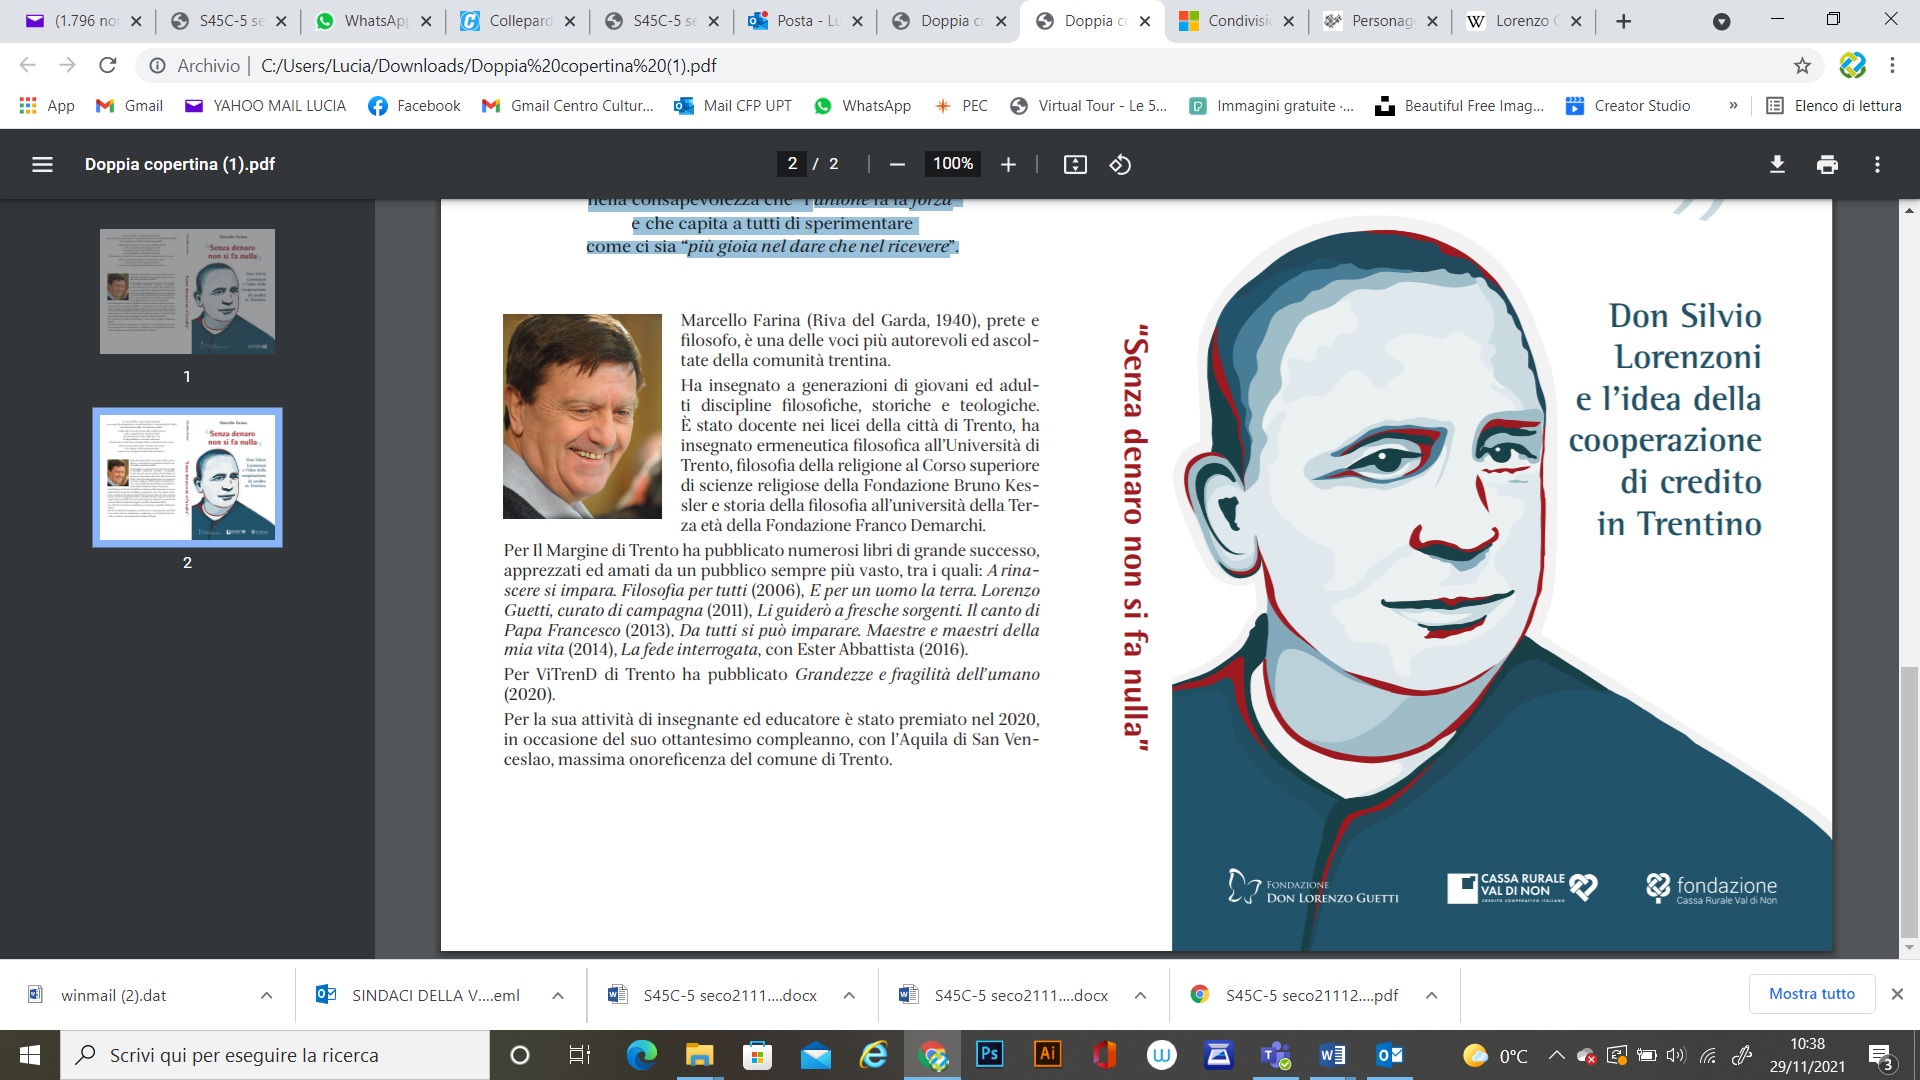 (1.796 no
S45C-5 se
WhatsApp
Collepard
S45C-5 se
Posta - Lu
Doppia c
Doppia c
Condivisi
Personag
Lorenzo G
Archivio
C:/Users/Lucia/Downloads/Doppia%20copertina%20(1).pdf
App
Gmail
YAHOO MAIL LUCIA
Facebook
Gmail Centro Cultur...
Mail CFP UPT
WhatsApp
PEC
Virtual Tour - Le 5...
Immagini gratuite ·...
Beautiful Free Imag...
Creator Studio
»
Elenco di lettura
Doppia copertina (1).pdf
2 / 2
100%
1
2
nella consapevolezza che "l'unione fa la forza"
e che capita a tutti di sperimentare
come ci sia “più gioia nel dare che nel ricevere”.
Marcello Farina (Riva del Garda, 1940), prete e
filosofo, è una delle voci più autorevoli ed ascol-
tate della comunità trentina.
Ha insegnato a generazioni di giovani ed adul-
ti discipline filosofiche, storiche e teologiche.
È stato docente nei licei della città di Trento, ha
insegnato ermeneutica filosofica all’Università di
Trento, filosofia della religione al Corso superiore
di scienze religiose della Fondazione Bruno Kes-
sler e storia della filosofia all’università della Ter-
za età della Fondazione Franco Demarchi.
Per Il Margine di Trento ha pubblicato numerosi libri di grande successo,
apprezzati ed amati da un pubblico sempre più vasto, tra i quali: A rina-
scere si impara. Filosofia per tutti (2006), E per un uomo la terra. Lorenzo
Guetti, curato di campagna (2011), Li guiderò a fresche sorgenti. Il canto di
Papa Francesco (2013), Da tutti si può imparare. Maestre e maestri della
mia vita (2014), La fede interrogata, con Ester Abbattista (2016).
Per ViTrenD di Trento ha pubblicato Grandezze e fragilità dell’umano
(2020).
Per la sua attività di insegnante ed educatore è stato premiato nel 2020,
in occasione del suo ottantesimo compleanno, con l’Aquila di San Ven-
ceslao, massima onoreficenza del comune di Trento.
"Senza denaro non si fa nulla"
”
Don Silvio
Lorenzoni
e l’idea della
cooperazione
di credito
in Trentino
FONDAZIONE
DON LORENZO GUETTI
CASSA RURALE
VAL DI NON
CREDITO COOPERATIVO ITALIANO
fondazione
Cassa Rurale Val di Non
winmail (2).dat
SINDACI DELLA V....eml
S45C-5 seco2111....docx
S45C-5 seco2111....docx
S45C-5 seco21112....pdf
Mostra tutto
Scrivi qui per eseguire la ricerca
0°C
10:38
29/11/2021
3